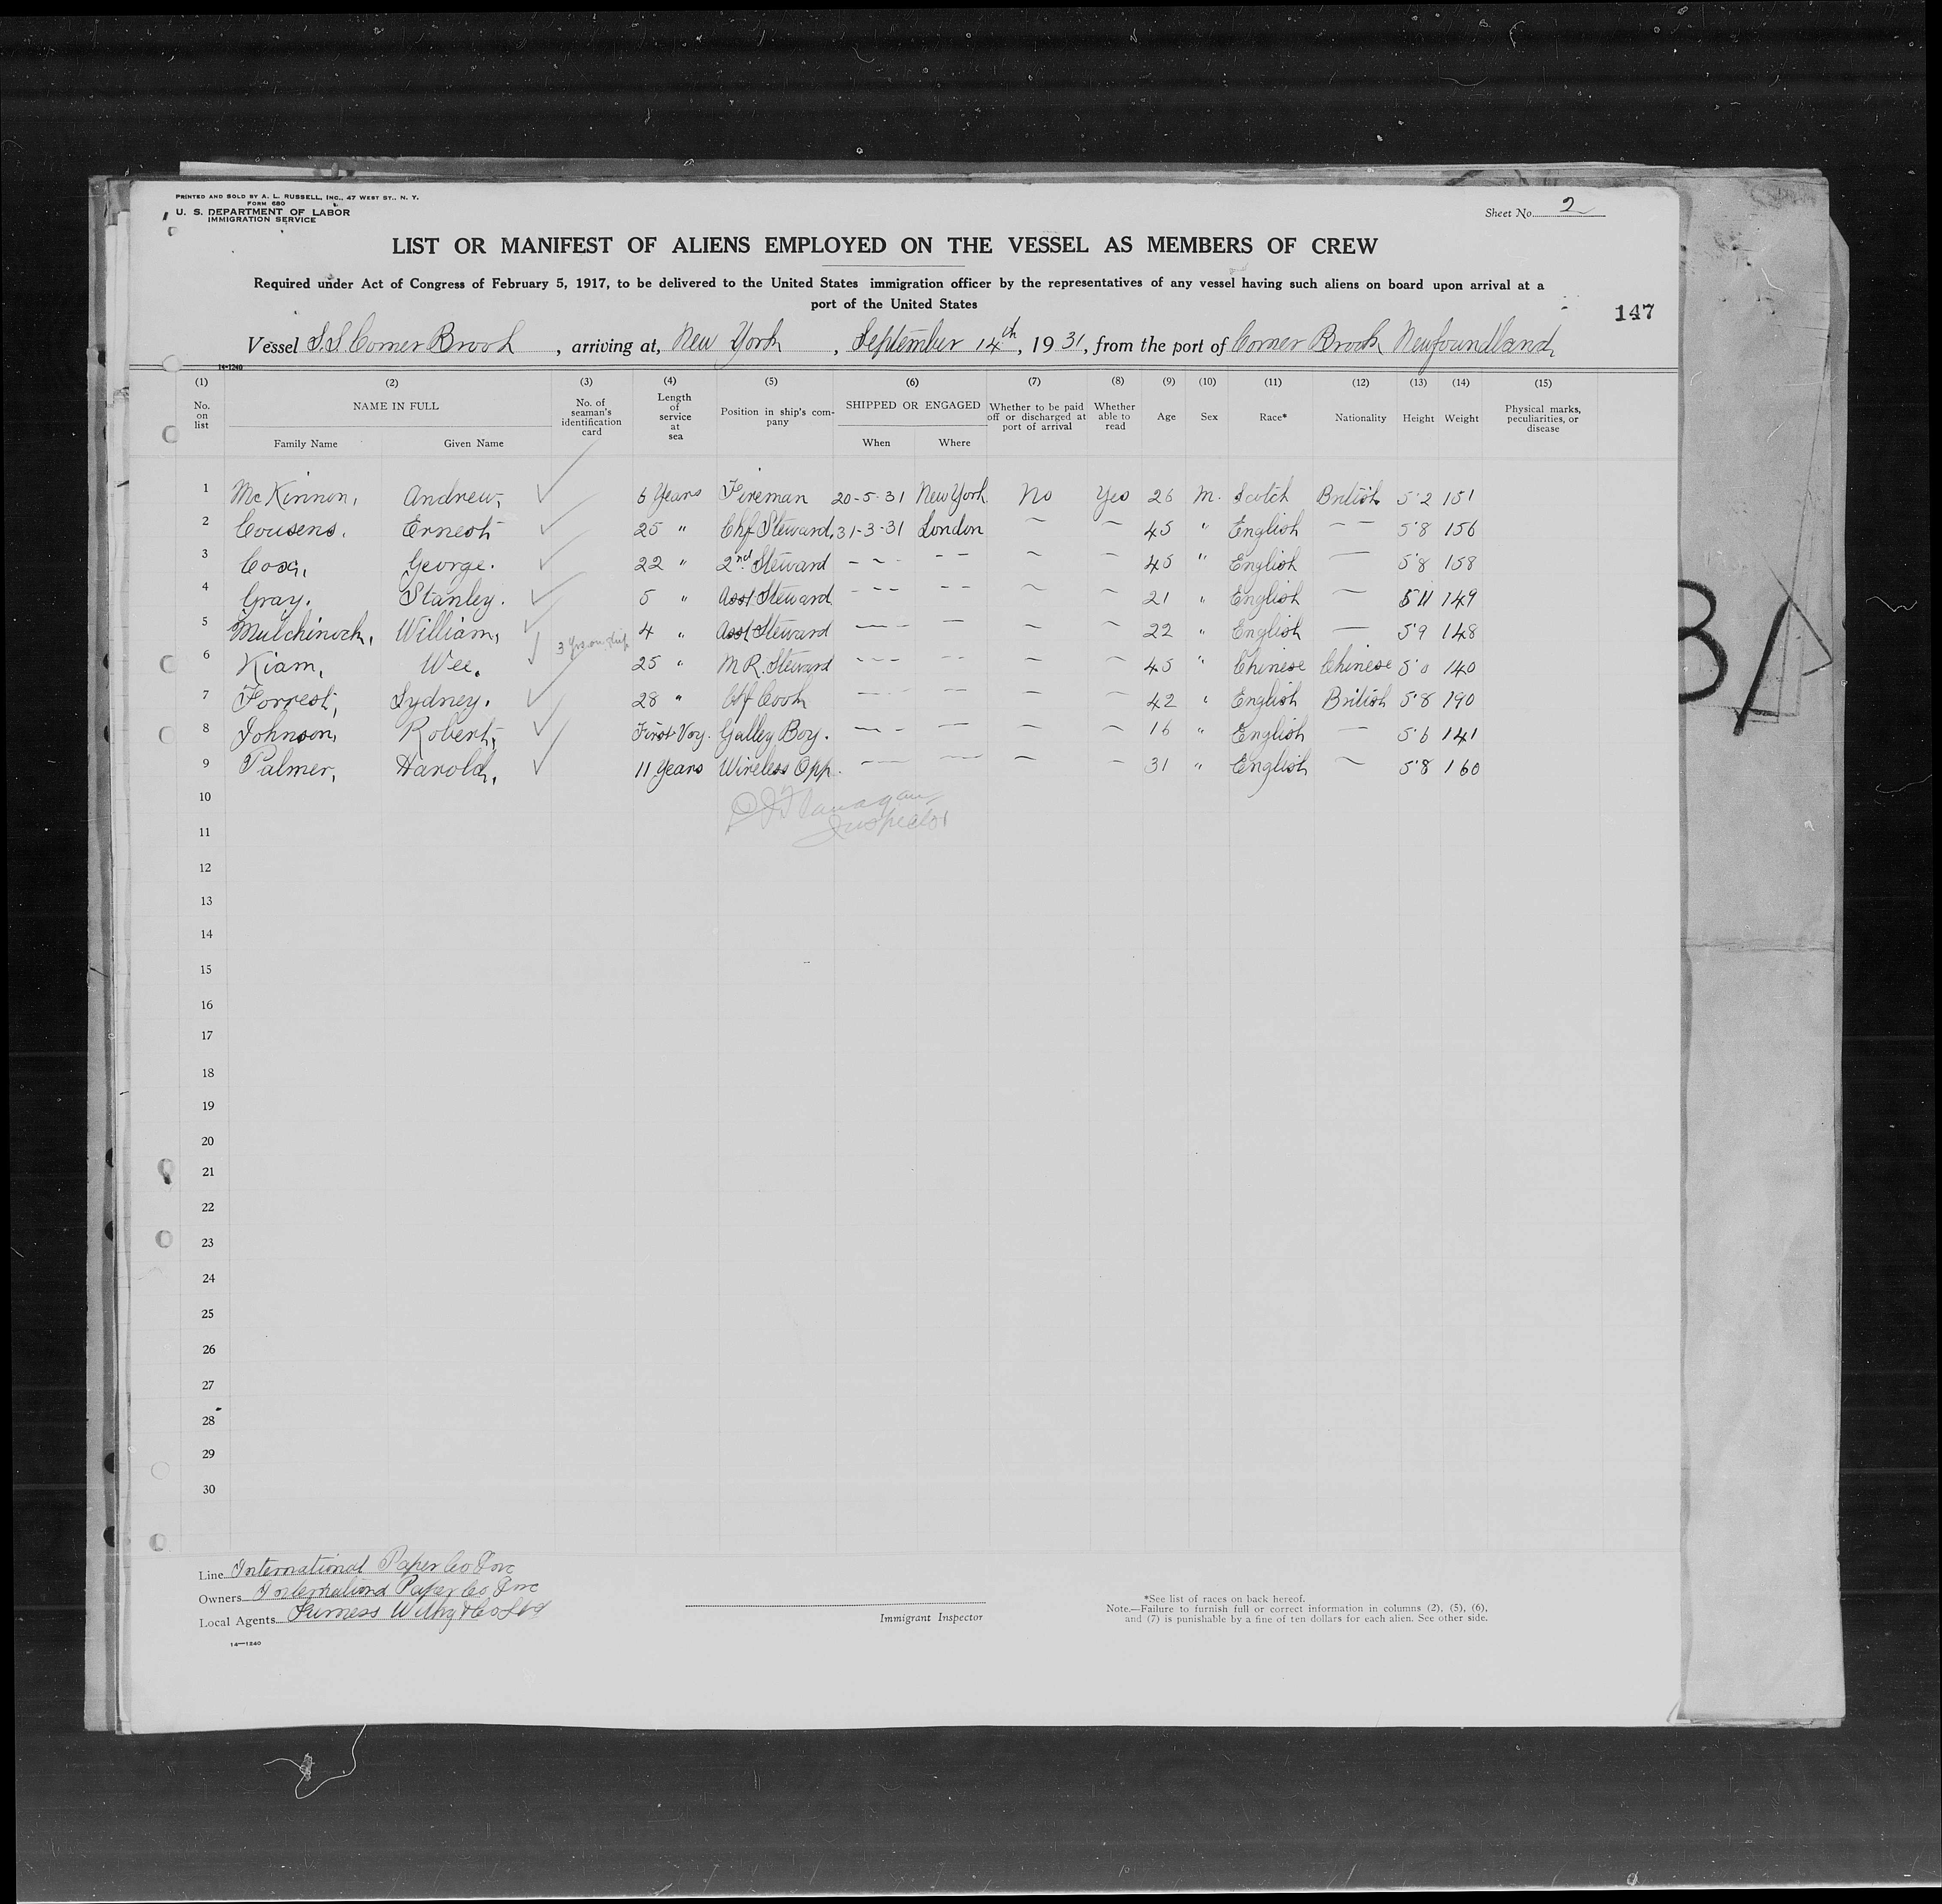 PRINTED AND SOLD BY A. L. RUSSELL, INC., 47 WEST ST., N. Y.
FORM 680
U. S. DEPARTMENT OF LABOR
IMMIGRATION SERVICE
Sheet No. 2
LIST OR MANIFEST OF ALIENS EMPLOYED ON THE VESSEL AS MEMBERS OF CREW
Required under Act of Congress of February 5, 1917, to be delivered to the United States immigration officer by the representatives of any vessel having such aliens on board upon arrival at a
port of the United States
147
Vessel S.S. Corner Brook, arriving at, New York, September 14th, 1931, from the port of Corner Brook Newfoundland
14-1240
(1) (2) (3) (4) (5) (6) (7) (8) (9) (10) (11) (12) (13) (14) (15)
No. on list
NAME IN FULL
Family Name Given Name
No. of seaman's identification card
Length of service at sea
Position in ship's company
SHIPPED OR ENGAGED
When Where
Whether to be paid off or discharged at port of arrival
Whether able to read
Age Sex Race* Nationality Height Weight
Physical marks, peculiarities, or disease
1 McKinnon, Andrew, ✓ 6 Years Fireman 20-5-31 New York No Yes 26 M. Scotch British 5'2 151
2 Cousens. Ernest ✓ 25 " Chf Steward. 31-3-31 London ~ ~ 45 " English — — 5'8 156
3 Cox, George. ✓ 22 " 2nd Steward - ~ - - - ~ ~ 45 " English — 5'8 158
4 Gray. Stanley. ✓ 5 " Asst Steward - - - - - ~ ~ 21 " English ~ 5'11 149
5 Mulchinock, William, ✓ 4 " Asst Steward — - - — ~ ~ 22 " English — 5'9 148
3 Yrs on ship
6 Kiam, Wee. ✓ 25 " M R. Steward - - - - - ~ ~ 45 " Chinese Chinese 5'0 140
7 Forrest, Sydney. ✓ 28 " Chf Cook — - - - - ~ ~ 42 " English British 5'8 190
8 Johnson, Robert, ✓ First Voy. Galley Boy. — - - — ~ ~ 16 " English — 5'6 141
9 Palmer, Harold, ✓ 11 Years Wireless Opp. — - - — ~ ~ 31 " English ~ 5'8 160
10
Flanagan
Inspector
11
12
13
14
15
16
17
18
19
20
21
22
23
24
25
26
27
28
29
30
Line International Paper Co Inc
Owners International Paper Co Inc
Local Agents Furness Withy & Co Ltd
14—1240
Immigrant Inspector
*See list of races on back hereof.
Note.—Failure to furnish full or correct information in columns (2), (5), (6),
and (7) is punishable by a fine of ten dollars for each alien. See other side.